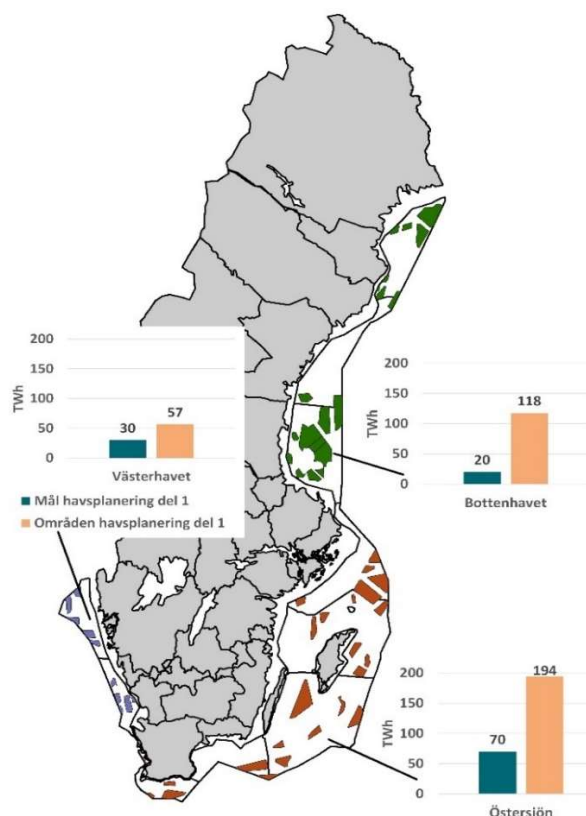 200
150
100
50
0
TWh
30
57
Västerhavet
Mål havsplanering del 1
Områden havsplanering del 1
200
150
100
50
0
TWh
20
118
Bottenhavet
200
150
100
50
0
TWh
70
194
Östersjön